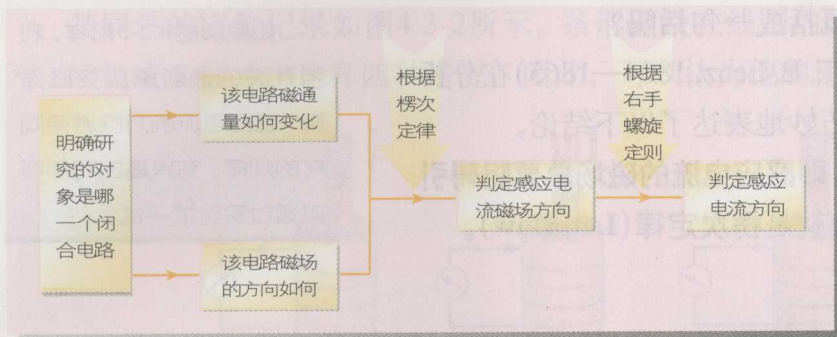 明确研
究的对
象是哪
一个闭
合电路
该电路磁通
量如何变化
该电路磁场
的方向如何
根据
楞次
定律
判定感应电
流磁场方向
根据
右手
螺旋
定则
判定感应
电流方向